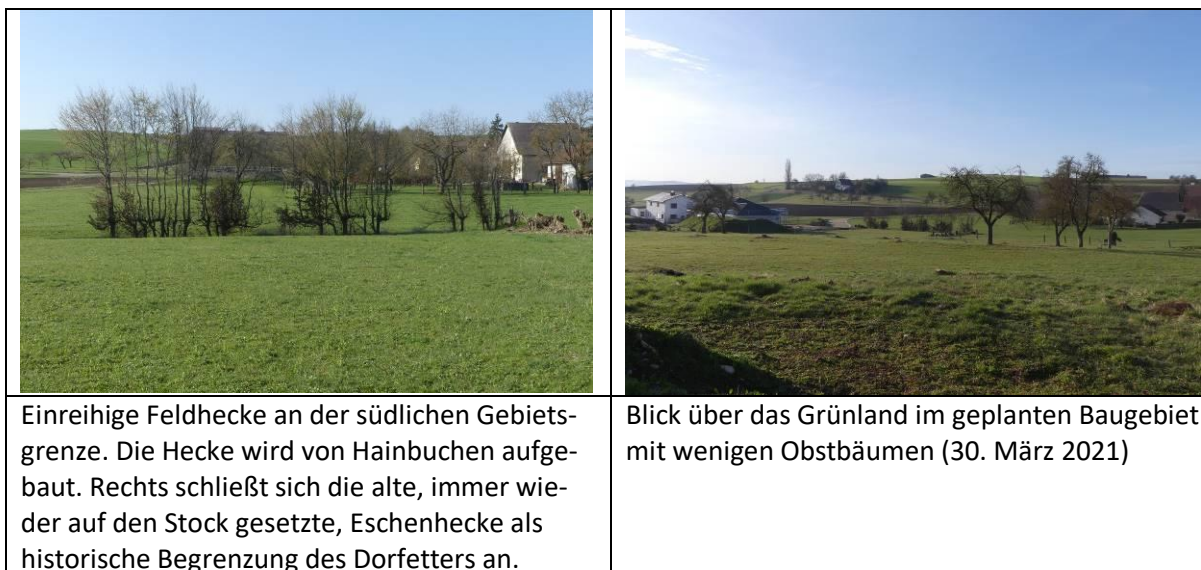 Einreihige Feldhecke an der südlichen Gebiets-
grenze. Die Hecke wird von Hainbuchen aufge-
baut. Rechts schließt sich die alte, immer wie-
der auf den Stock gesetzte, Eschenhecke als
historische Begrenzung des Dorfetters an.
Blick über das Grünland im geplanten Baugebiet
mit wenigen Obstbäumen (30. März 2021)